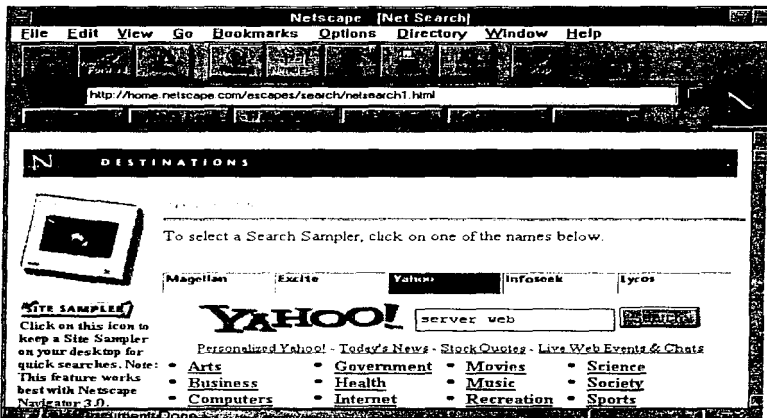 Netscape [Net Search]
File Edit View Go Bookmarks Options Directory Window Help
http://home.netscape.com/escapes/search/netsearch1.html
N DESTINATIONS
To select a Search Sampler, click on one of the names below.
Magellan Excite Yahoo Infoseek Lycos
SITE SAMPLER
Click on this icon to
keep a Site Sampler
on your desktop for
quick searches. Note:
This feature works
best with Netscape
Navigator 3.0.
YAHOO! server web
Personalized Yahoo! - Today's News - Stock Quotes - Live Web Events & Chats
• Arts • Government • Movies • Science
• Business • Health • Music • Society
• Computers • Internet • Recreation • Sports